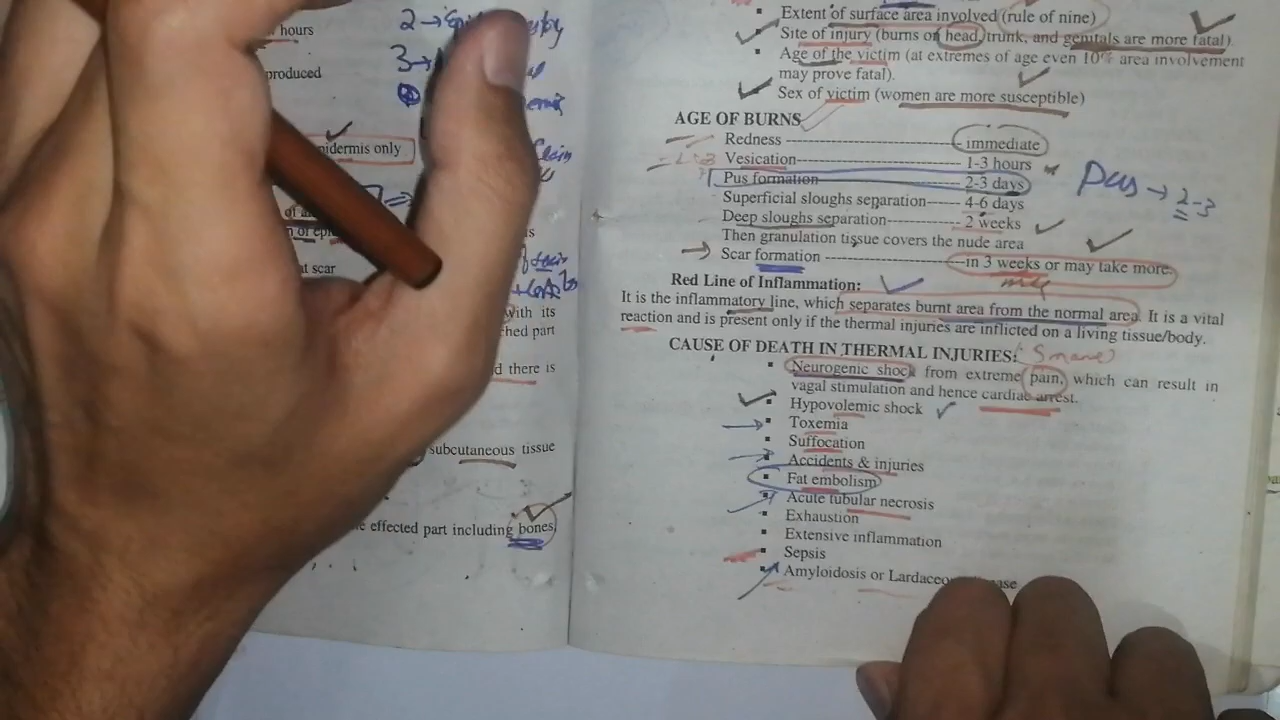 hours
2→
3→
produced
idermis only
at scar
with its
hed part
d there is
subcutaneous tissue
effected part including bones,
▪ Extent of surface area involved (rule of nine)
▪ Site of injury (burns on head, trunk, and genitals are more fatal).
▪ Age of the victim (at extremes of age even 10% area involvement
may prove fatal).
▪ Sex of victim (women are more susceptible)
AGE OF BURNS
Redness ------------------------------- immediate
Vesication------------------------------ 1-3 hours
Pus formation-------------------------- 2-3 days
Pus → 2-3
Superficial sloughs separation------ 4-6 days
Deep sloughs separation------------ 2 weeks
Then granulation tissue covers the nude area
Scar formation ----------------------in 3 weeks or may take more.
Red Line of Inflammation:
It is the inflammatory line, which separates burnt area from the normal area. It is a vital
reaction and is present only if the thermal injuries are inflicted on a living tissue/body.
CAUSE OF DEATH IN THERMAL INJURIES:
▪ Neurogenic shock from extreme pain, which can result in
vagal stimulation and hence cardiac arrest.
▪ Hypovolemic shock
▪ Toxemia
▪ Suffocation
▪ Accidents & injuries
▪ Fat embolism
▪ Acute tubular necrosis
▪ Exhaustion
▪ Extensive inflammation
▪ Sepsis
▪ Amyloidosis or